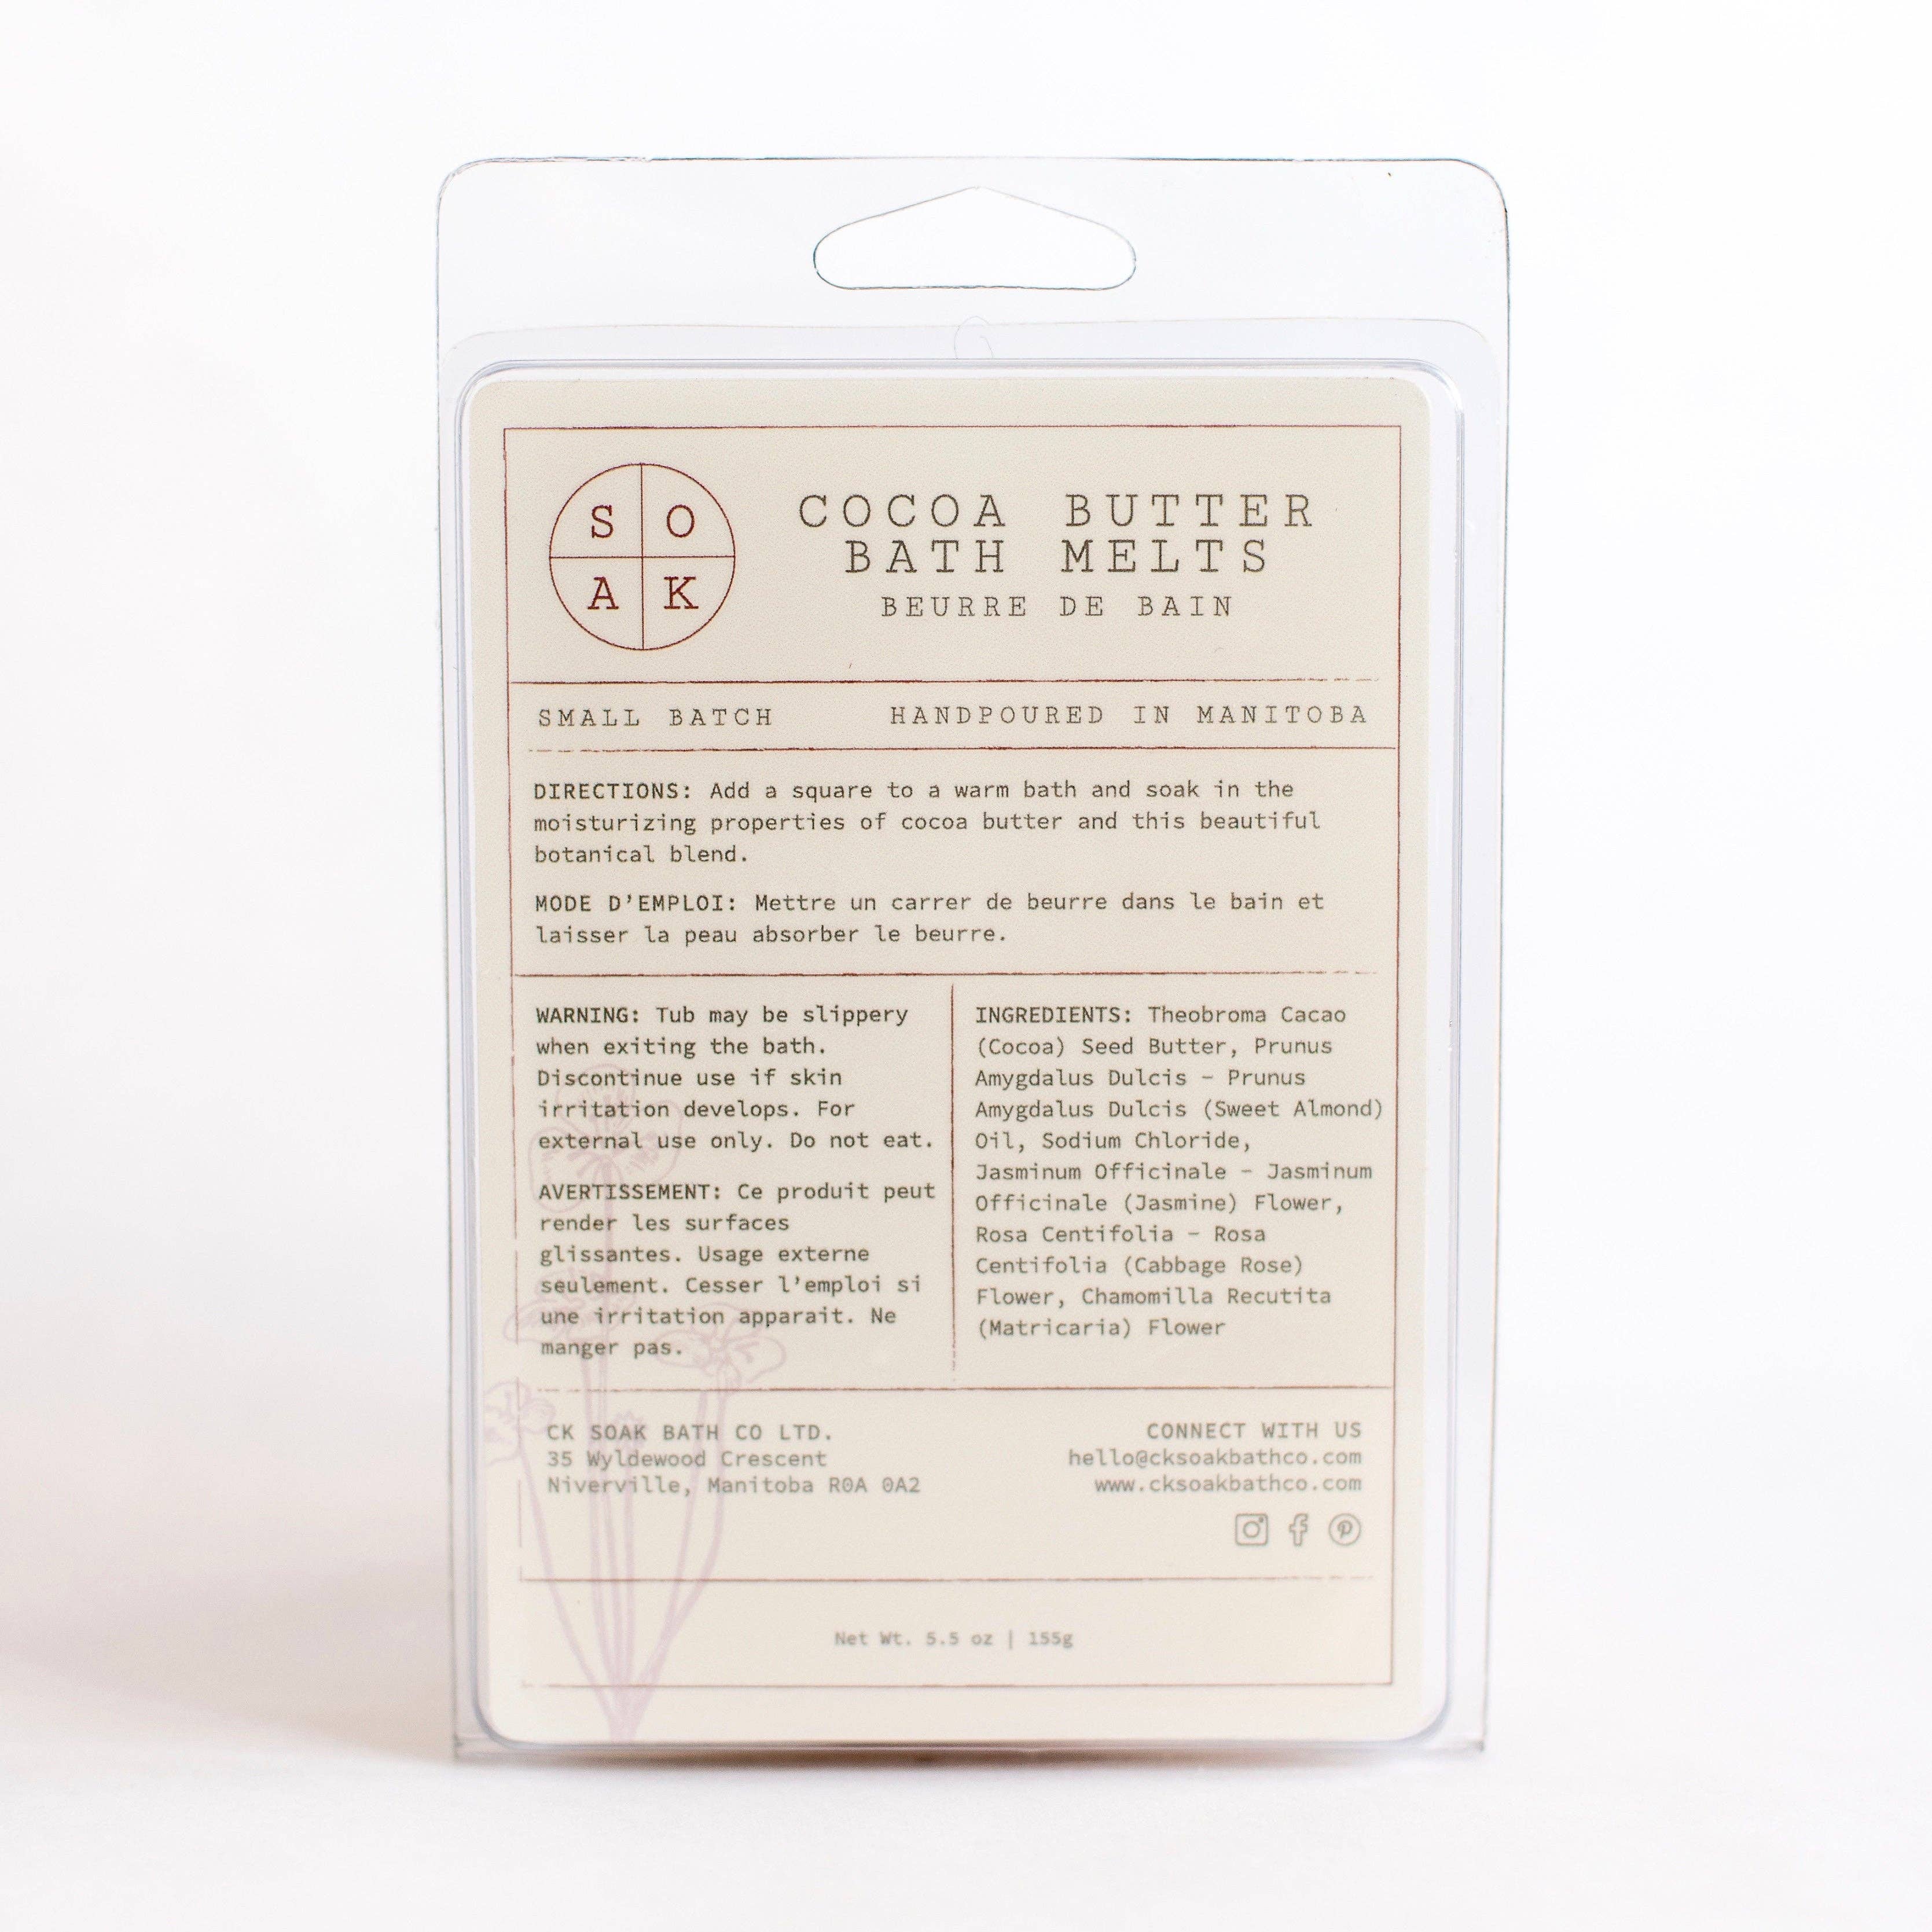 S O
A K
COCOA BUTTER
BATH MELTS
BEURRE DE BAIN
SMALL BATCH
HANDPOURED IN MANITOBA
DIRECTIONS: Add a square to a warm bath and soak in the
moisturizing properties of cocoa butter and this beautiful
botanical blend.
MODE D'EMPLOI: Mettre un carrer de beurre dans le bain et
laisser la peau absorber le beurre.
WARNING: Tub may be slippery
when exiting the bath.
Discontinue use if skin
irritation develops. For
external use only. Do not eat.
AVERTISSEMENT: Ce produit peut
render les surfaces
glissantes. Usage externe
seulement. Cesser l'emploi si
une irritation apparait. Ne
manger pas.
INGREDIENTS: Theobroma Cacao
(Cocoa) Seed Butter, Prunus
Amygdalus Dulcis - Prunus
Amygdalus Dulcis (Sweet Almond)
Oil, Sodium Chloride,
Jasminum Officinale - Jasminum
Officinale (Jasmine) Flower,
Rosa Centifolia - Rosa
Centifolia (Cabbage Rose)
Flower, Chamomilla Recutita
(Matricaria) Flower
CK SOAK BATH CO LTD.
35 Wyldewood Crescent
Niverville, Manitoba R0A 0A2
CONNECT WITH US
hello@cksoakbathco.com
www.cksoakbathco.com
Net Wt. 5.5 oz | 155g